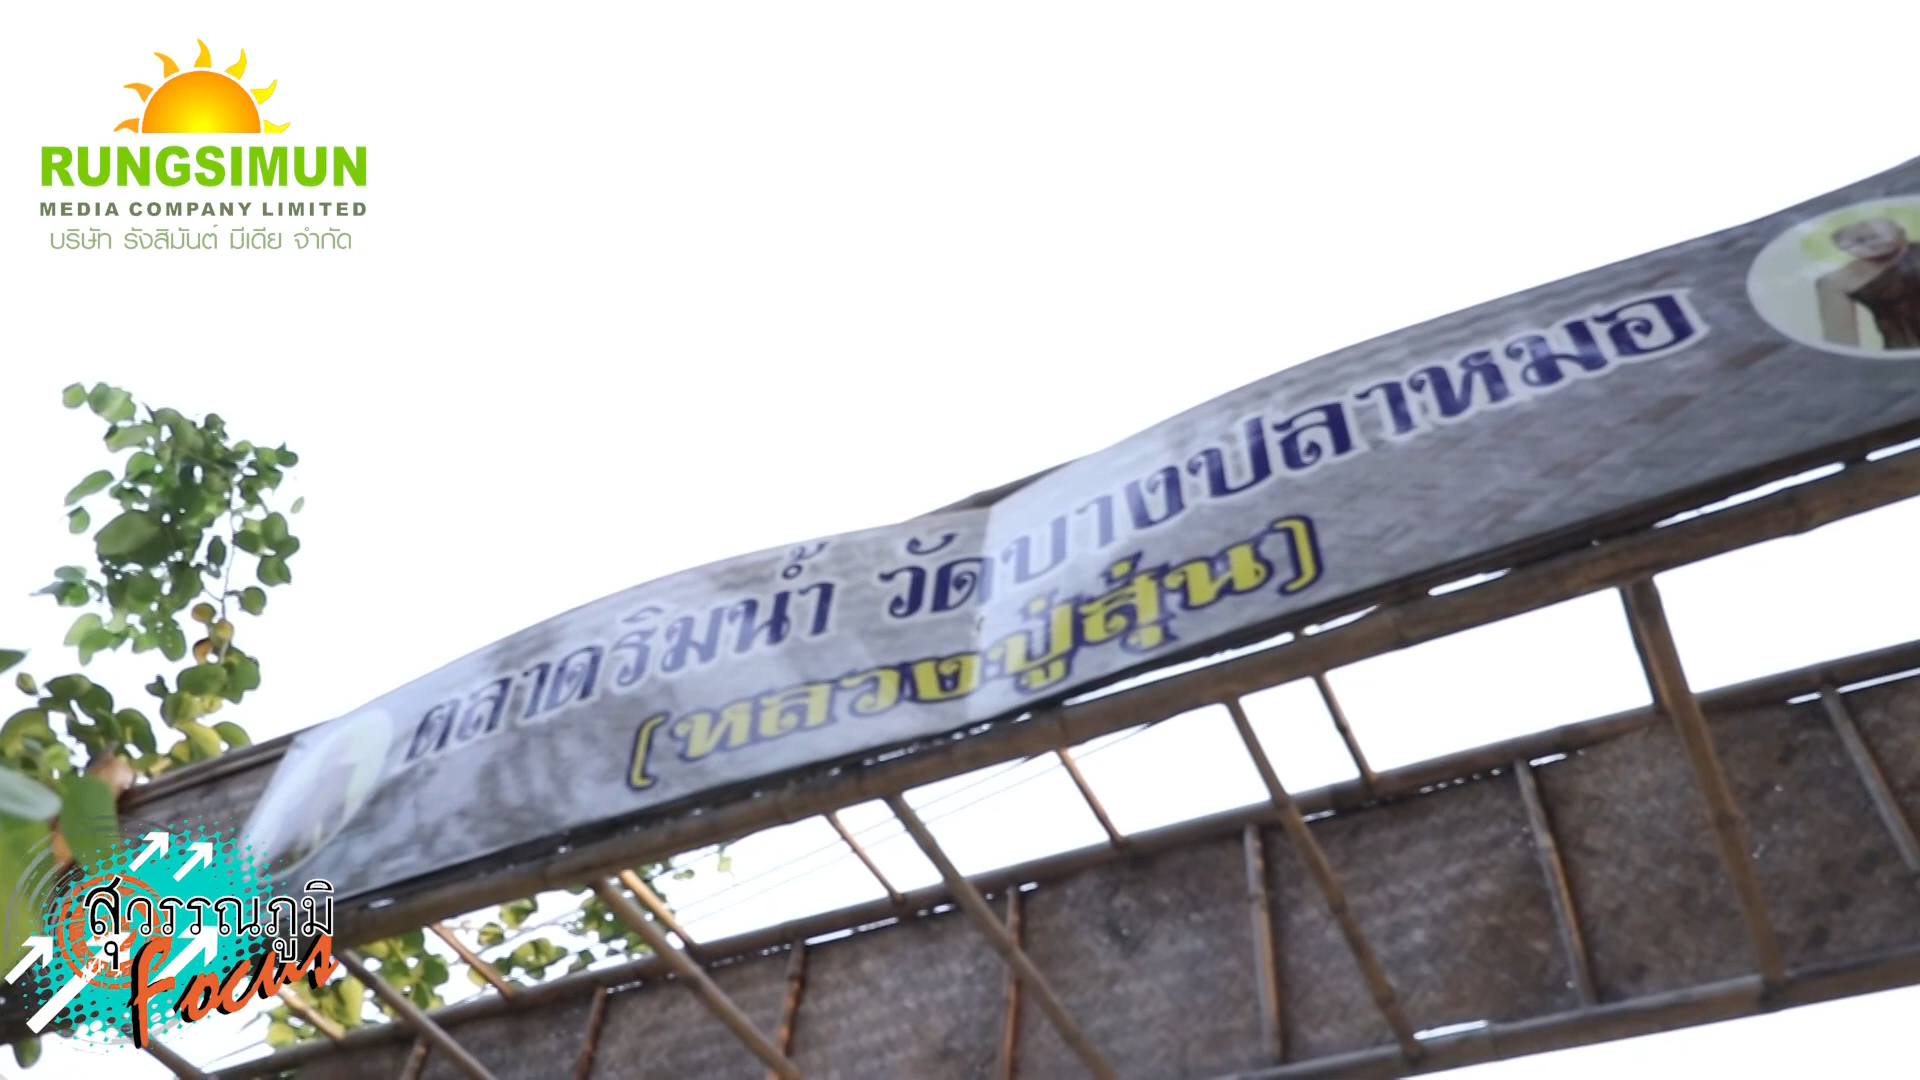 RUNGSIMUN
MEDIA COMPANY LIMITED
บริษัท รังสิมันต์ มีเดีย จำกัด
ตลาดริมน้ำ วัดบางปลาหมอ
(หลวงปู่สุ่น)
สุวรรณภูมิ
focus